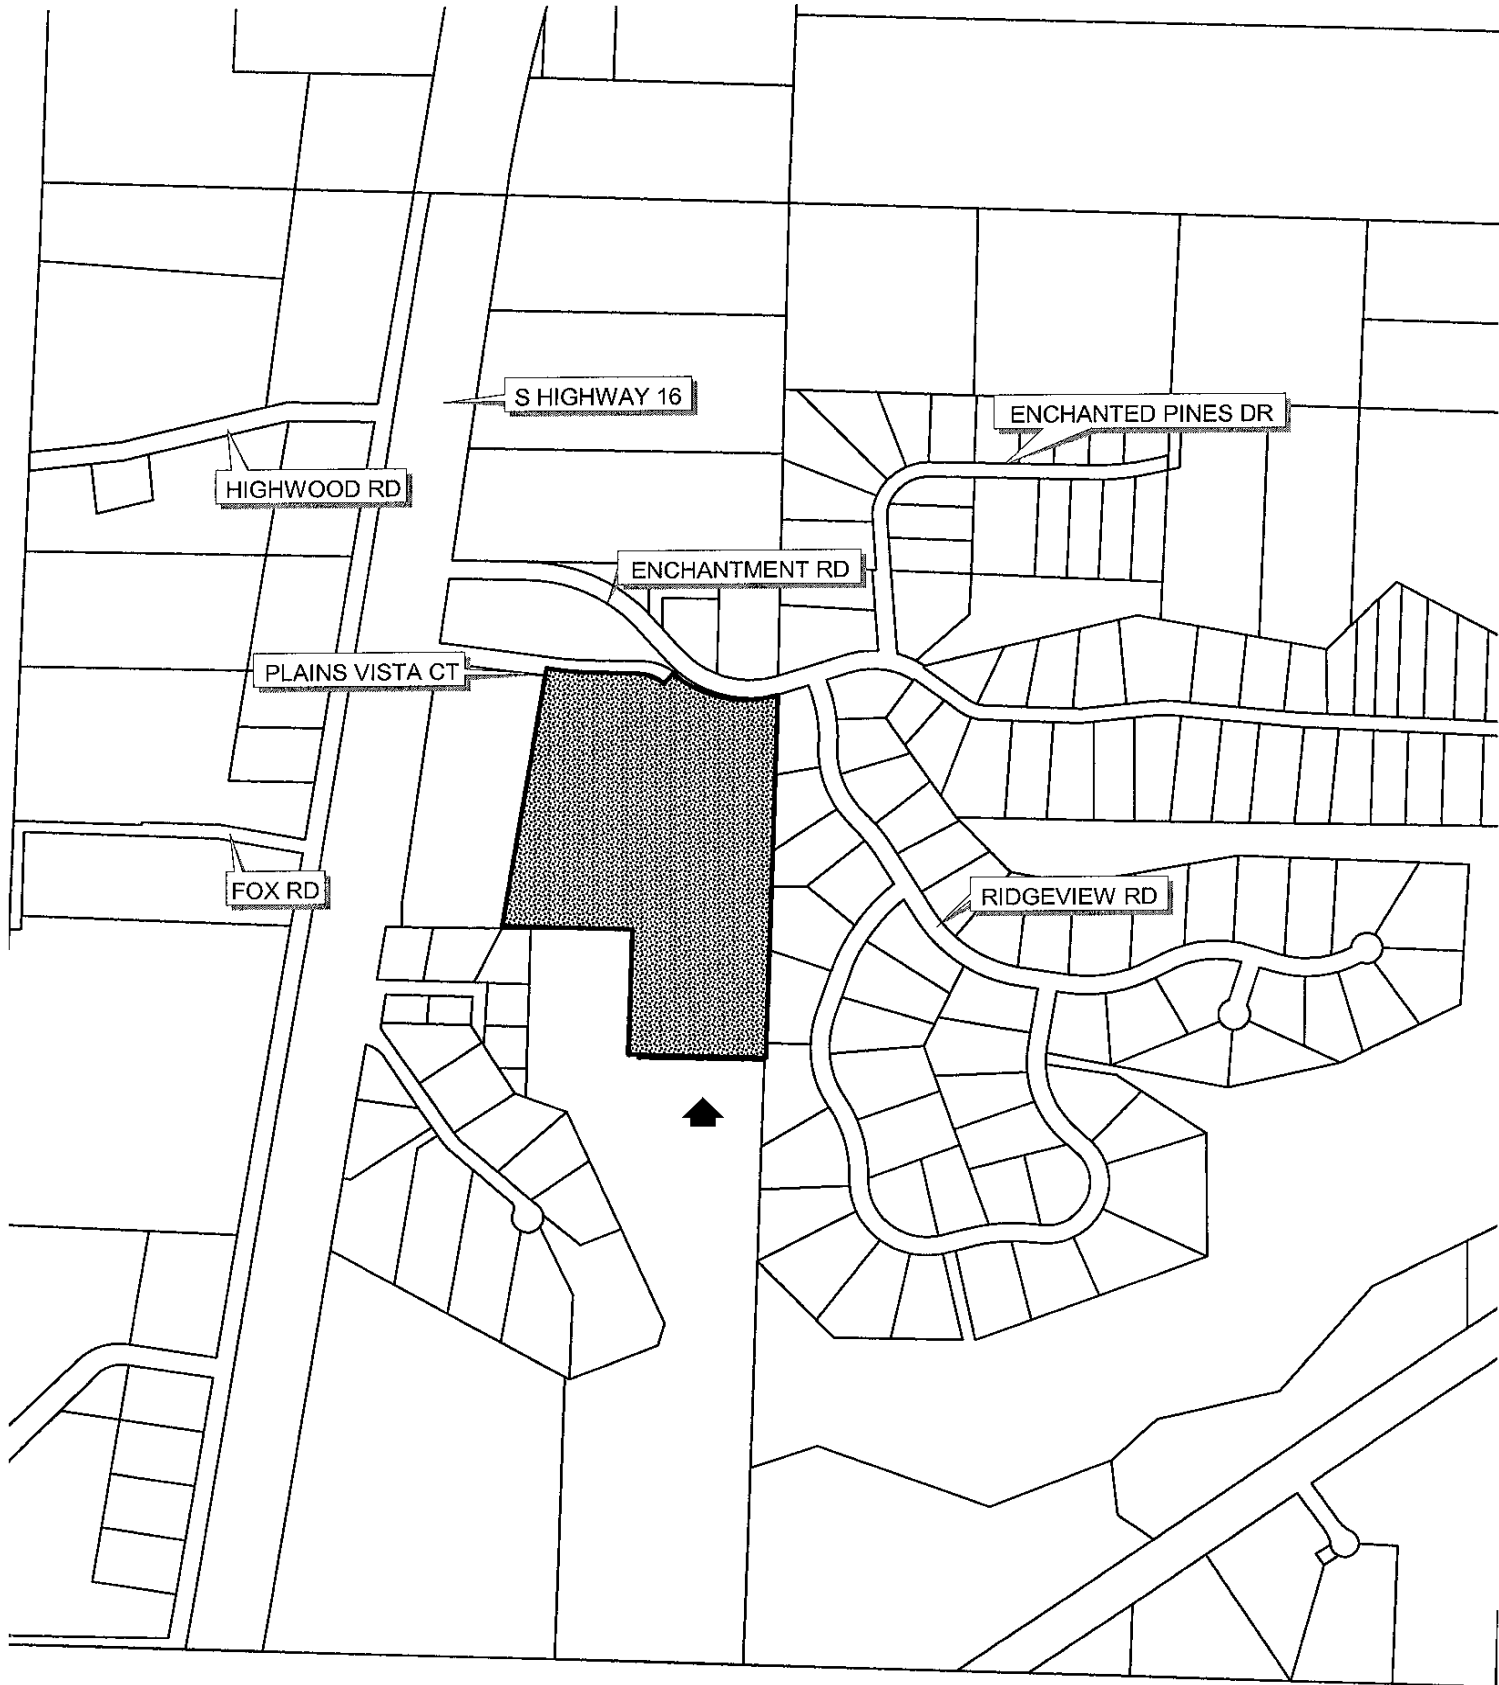 S HIGHWAY 16
ENCHANTED PINES DR
HIGHWOOD RD
ENCHANTMENT RD
PLAINS VISTA CT
FOX RD
RIDGEVIEW RD